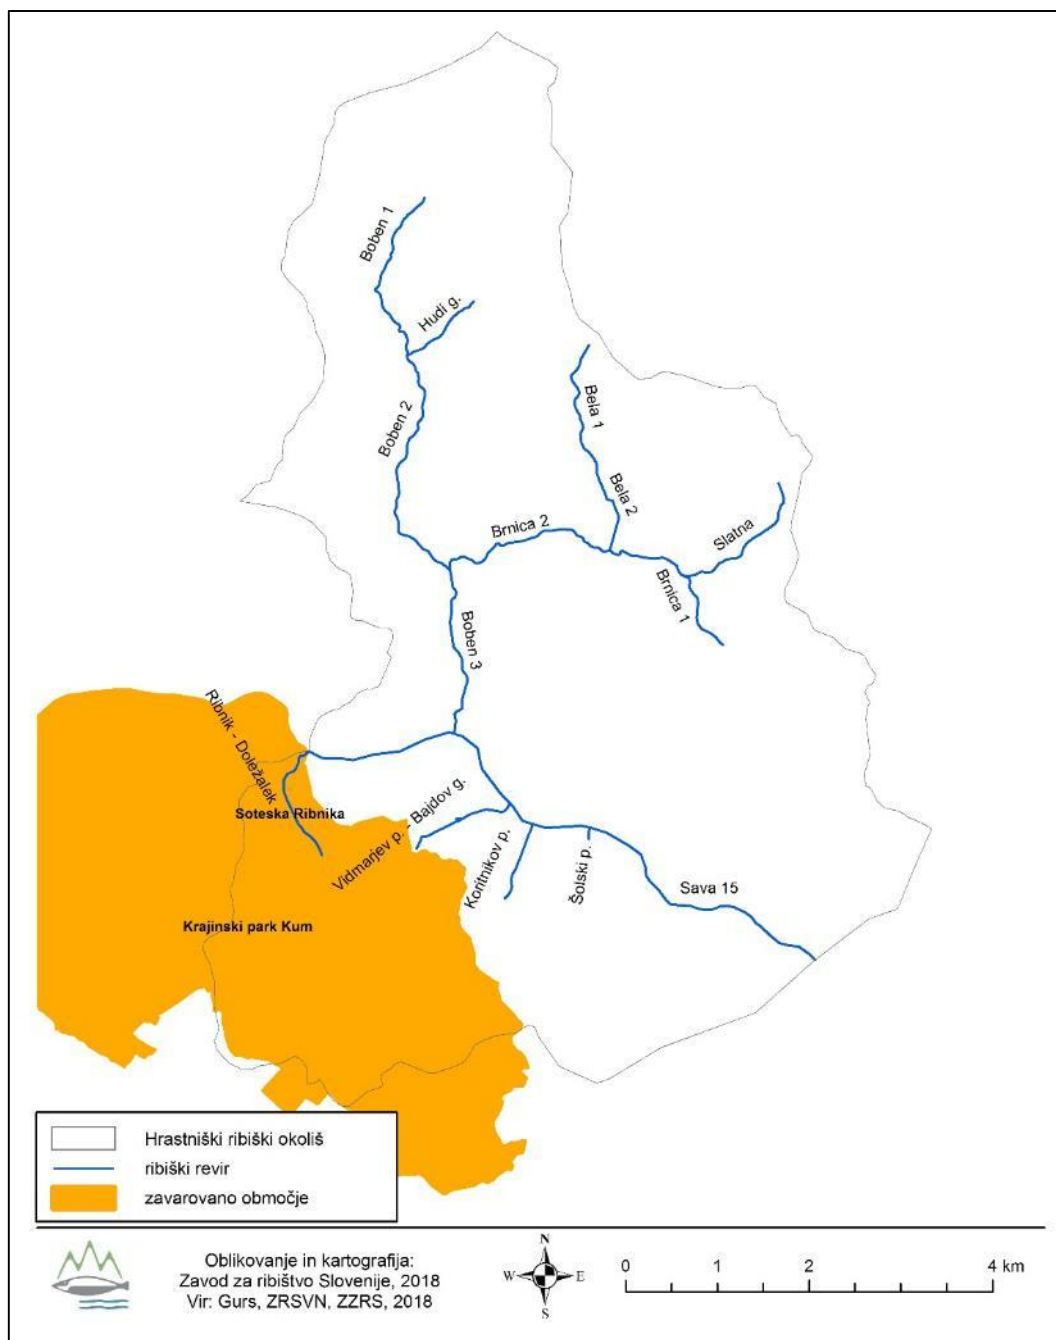 Boben 1
Hudi g.
Boben 2
Bela 1
Bela 2
Brnica 2
Slatna
Brnica 1
Boben 3
Ribnik - Doležalek
Soteska Ribnika
Vidmarjev p. - Bajdov g.
Koritnikov p.
Šolski p.
Sava 15
Krajinski park Kum
Hrastniški ribiški okoliš
ribiški revir
zavarovano območje
Oblikovanje in kartografija:
Zavod za ribištvo Slovenije, 2018
Vir: Gurs, ZRSVN, ZZRS, 2018
N
W E
S
0 1 2 4 km